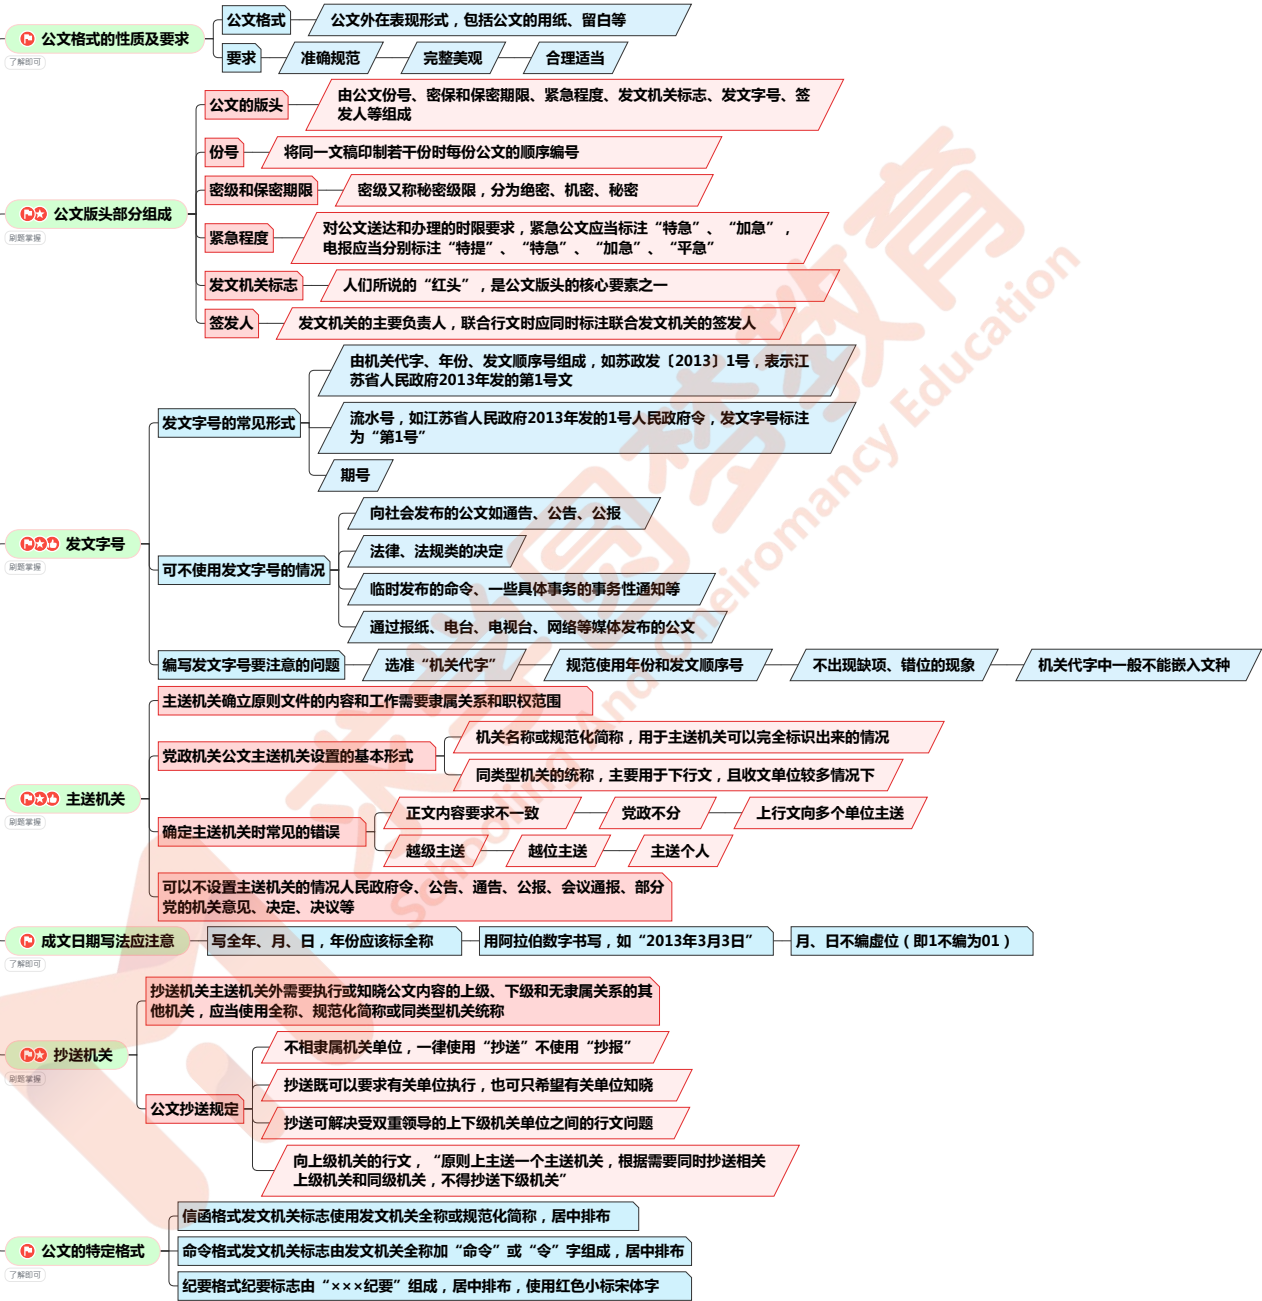 公文格式的性质及要求
了解即可
公文格式
公文外在表现形式，包括公文的用纸、留白等
要求
准确规范
完整美观
合理适当
公文版头部分组成
刷题掌握
公文的版头
由公文份号、密保和保密期限、紧急程度、发文机关标志、发文字号、签
发人等组成
份号
将同一文稿印制若干份时每份公文的顺序编号
密级和保密期限
密级又称秘密级限，分为绝密、机密、秘密
紧急程度
对公文送达和办理的时限要求，紧急公文应当标注“特急”、“加急”，
电报应当分别标注“特提”、“特急”、“加急”、“平急”
发文机关标志
人们所说的“红头”，是公文版头的核心要素之一
签发人
发文机关的主要负责人，联合行文时应同时标注联合发文机关的签发人
发文字号
刷题掌握
发文字号的常见形式
由机关代字、年份、发文顺序号组成，如苏政发〔2013〕1号，表示江
苏省人民政府2013年发的第1号文
流水号，如江苏省人民政府2013年发的1号人民政府令，发文字号标注
为“第1号”
期号
可不使用发文字号的情况
向社会发布的公文如通告、公告、公报
法律、法规类的决定
临时发布的命令、一些具体事务的事务性通知等
通过报纸、电台、电视台、网络等媒体发布的公文
编写发文字号要注意的问题
选准“机关代字”
规范使用年份和发文顺序号
不出现缺项、错位的现象
机关代字中一般不能嵌入文种
主送机关
刷题掌握
主送机关确立原则文件的内容和工作需要隶属关系和职权范围
党政机关公文主送机关设置的基本形式
机关名称或规范化简称，用于主送机关可以完全标识出来的情况
同类型机关的统称，主要用于下行文，且收文单位较多情况下
确定主送机关时常见的错误
正文内容要求不一致
党政不分
上行文向多个单位主送
越级主送
越位主送
主送个人
可以不设置主送机关的情况人民政府令、公告、通告、公报、会议通报、部分
党的机关意见、决定、决议等
成文日期写法应注意
了解即可
写全年、月、日，年份应该标全称
用阿拉伯数字书写，如“2013年3月3日”
月、日不编虚位（即1不编为01）
抄送机关
刷题掌握
抄送机关主送机关外需要执行或知晓公文内容的上级、下级和无隶属关系的其
他机关，应当使用全称、规范化简称或同类型机关统称
公文抄送规定
不相隶属机关单位，一律使用“抄送”不使用“抄报”
抄送既可以要求有关单位执行，也可只希望有关单位知晓
抄送可解决受双重领导的上下级机关单位之间的行文问题
向上级机关的行文，“原则上主送一个主送机关，根据需要同时抄送相关
上级机关和同级机关，不得抄送下级机关”
公文的特定格式
了解即可
信函格式发文机关标志使用发文机关全称或规范化简称，居中排布
命令格式发文机关标志由发文机关全称加“命令”或“令”字组成，居中排布
纪要格式纪要标志由“×××纪要”组成，居中排布，使用红色小标宋体字
求学圆梦教育
Schooling And Oneiromancy Education